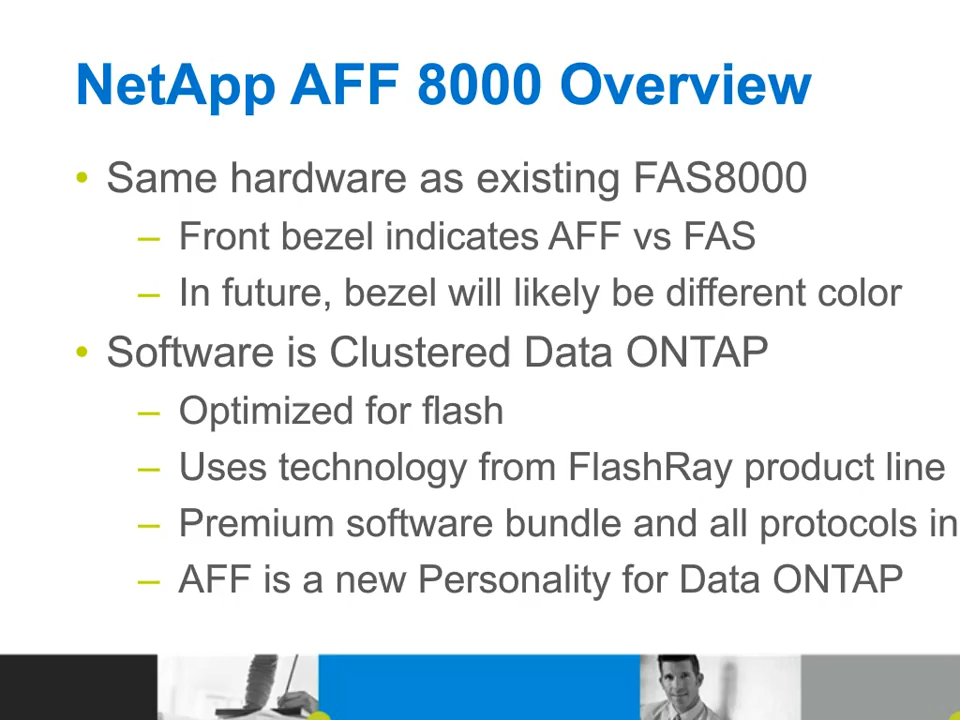 NetApp AFF 8000 Overview
• Same hardware as existing FAS8000
– Front bezel indicates AFF vs FAS
– In future, bezel will likely be different color
• Software is Clustered Data ONTAP
– Optimized for flash
– Uses technology from FlashRay product line
– Premium software bundle and all protocols in
– AFF is a new Personality for Data ONTAP